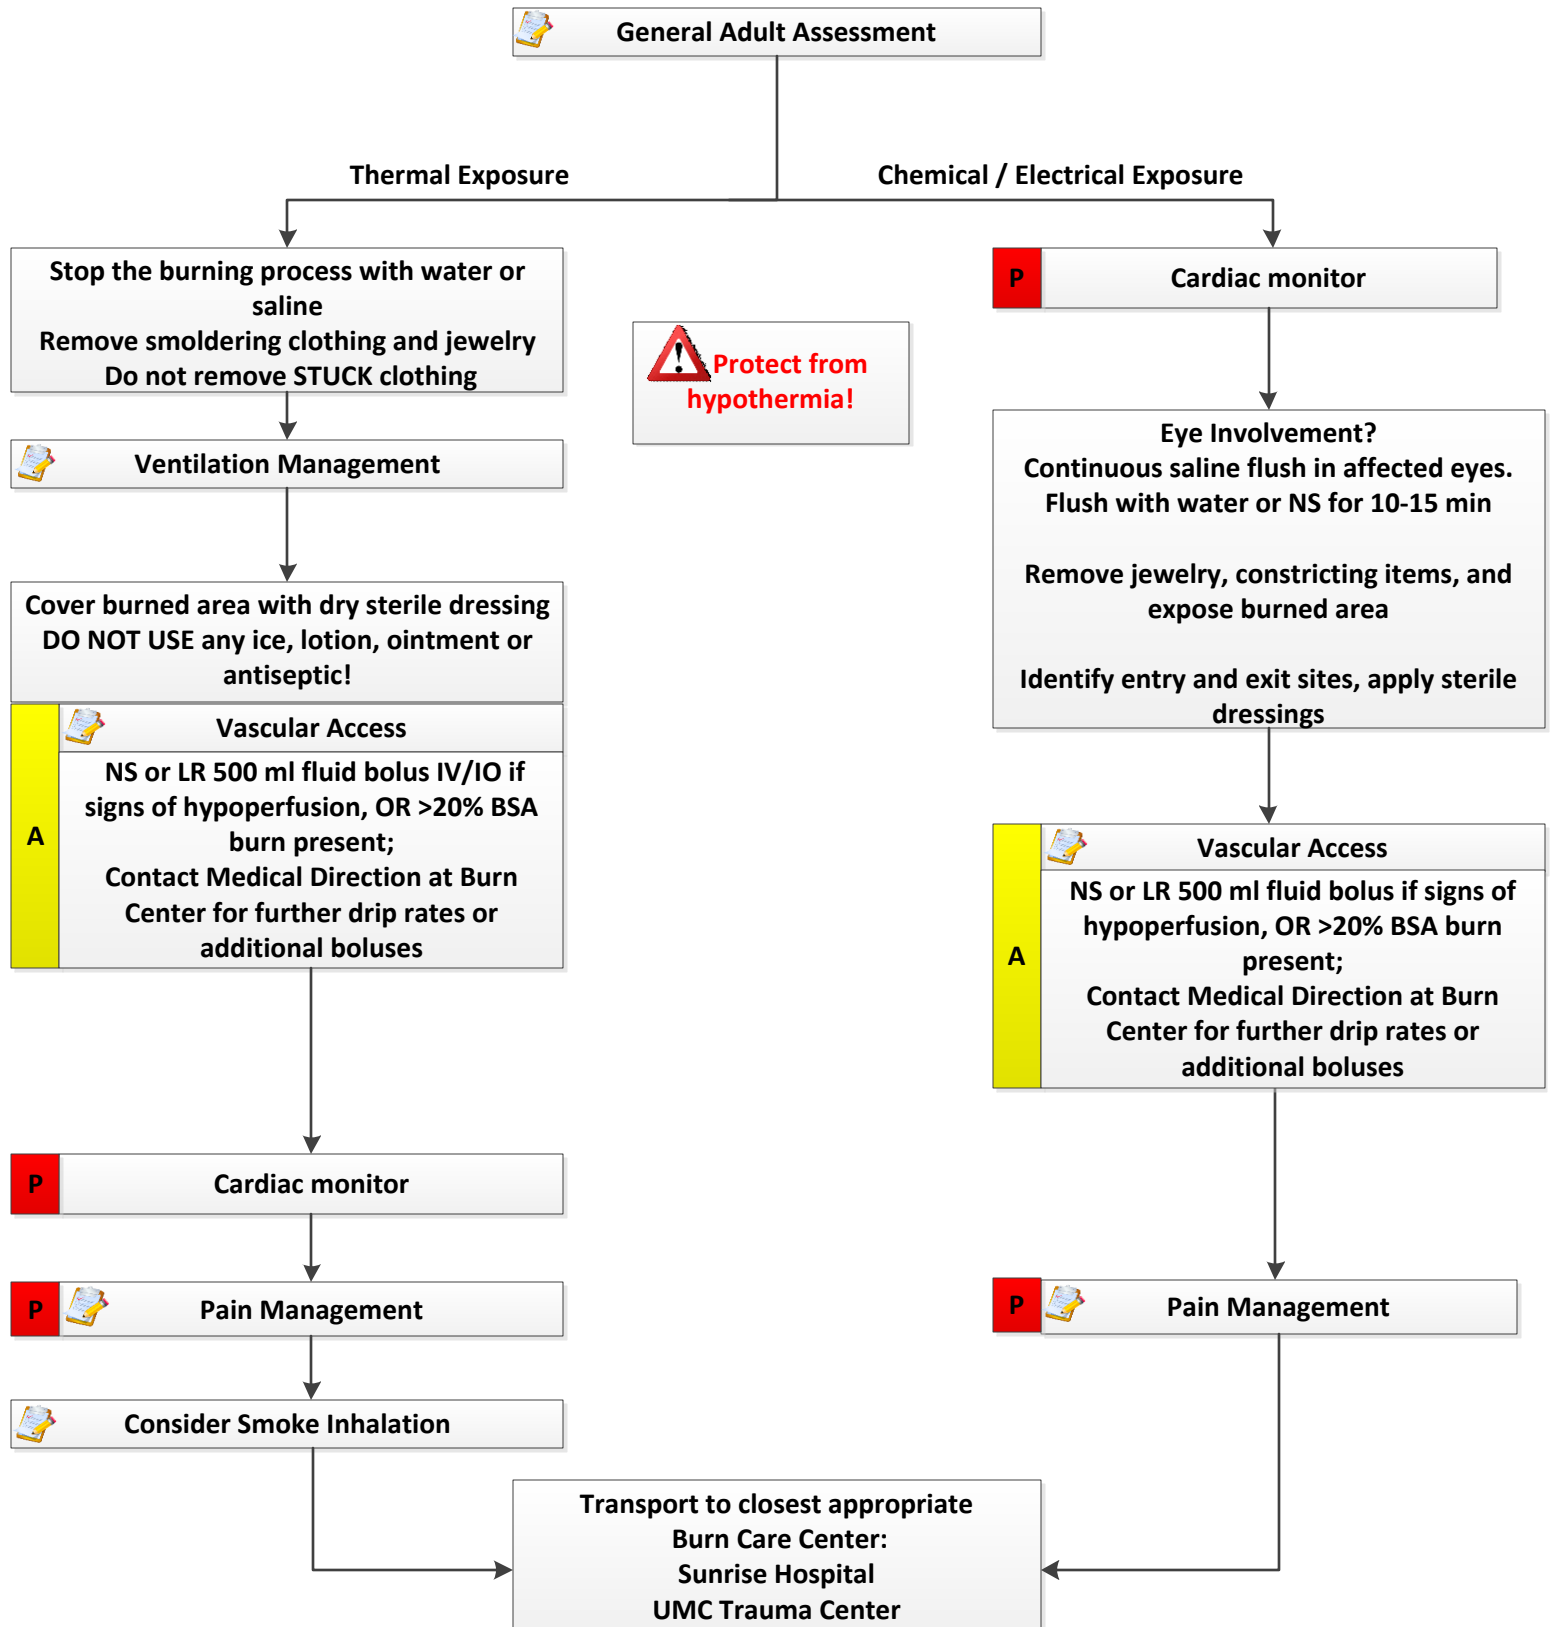 General Adult Assessment
Thermal Exposure
Chemical / Electrical Exposure
Stop the burning process with water or
saline
Remove smoldering clothing and jewelry
Do not remove STUCK clothing
P
Cardiac monitor
Protect from
hypothermia!
Ventilation Management
Eye Involvement?
Continuous saline flush in affected eyes.
Flush with water or NS for 10-15 min
Remove jewelry, constricting items, and
expose burned area
Identify entry and exit sites, apply sterile
dressings
Cover burned area with dry sterile dressing
DO NOT USE any ice, lotion, ointment or
antiseptic!
A
Vascular Access
NS or LR 500 ml fluid bolus IV/IO if
signs of hypoperfusion, OR >20% BSA
burn present;
Contact Medical Direction at Burn
Center for further drip rates or
additional boluses
A
Vascular Access
NS or LR 500 ml fluid bolus if signs of
hypoperfusion, OR >20% BSA burn
present;
Contact Medical Direction at Burn
Center for further drip rates or
additional boluses
P
Cardiac monitor
P
Pain Management
P
Pain Management
Consider Smoke Inhalation
Transport to closest appropriate
Burn Care Center:
Sunrise Hospital
UMC Trauma Center